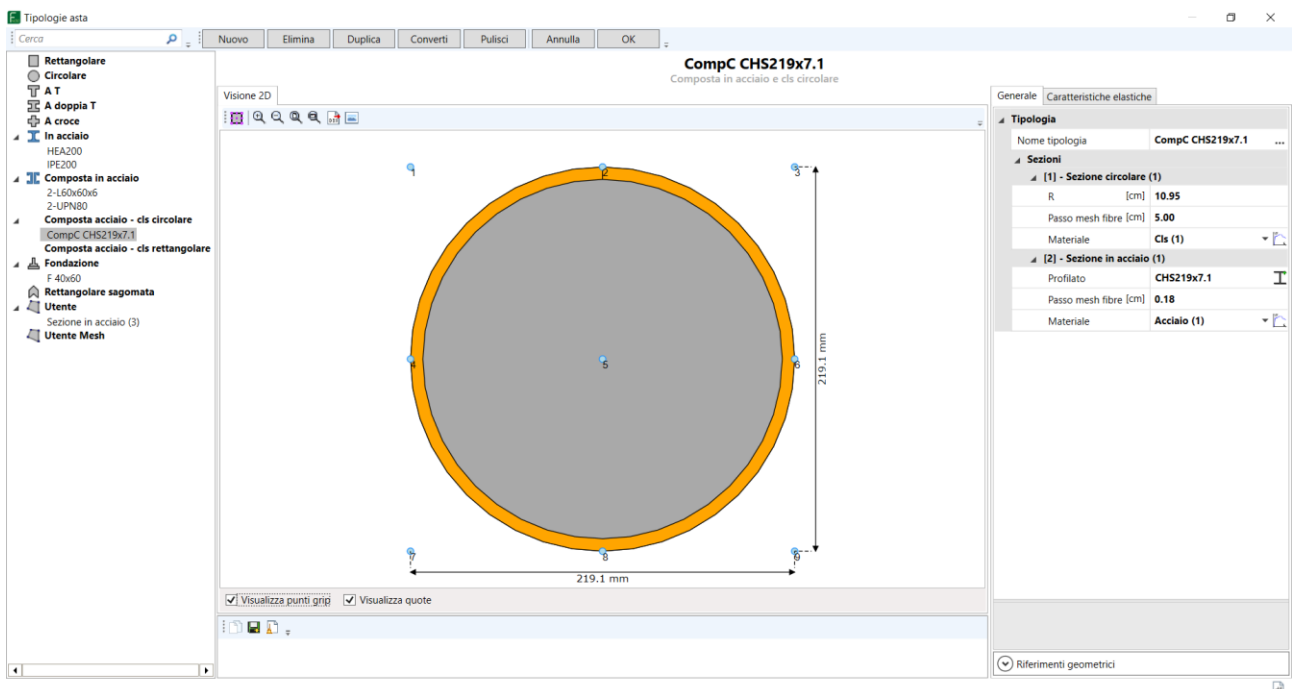 Tipologie asta
Cerca
Nuovo Elimina Duplica Converti Pulisci Annulla OK
Rettangolare
Circolare
A T
A doppia T
A croce
In acciaio
HEA200
IPE200
Composta in acciaio
2-L60x60x6
2-UPN80
Composta acciaio - cls circolare
CompC CHS219x7.1
Composta acciaio - cls rettangolare
Fondazione
F 40x60
Rettangolare sagomata
Utente
Sezione in acciaio (3)
Utente Mesh
CompC CHS219x7.1
Composta in acciaio e cls circolare
Visione 2D
1 2 3
4 5 6
7 8 9
219.1 mm
219.1 mm
Visualizza punti grip Visualizza quote
Generale Caratteristiche elastiche
Tipologia
Nome tipologia CompC CHS219x7.1 ...
Sezioni
[1] - Sezione circolare (1)
R [cm] 10.95
Passo mesh fibre [cm] 5.00
Materiale Cls (1)
[2] - Sezione in acciaio (1)
Profilato CHS219x7.1
Passo mesh fibre [cm] 0.18
Materiale Acciaio (1)
Riferimenti geometrici